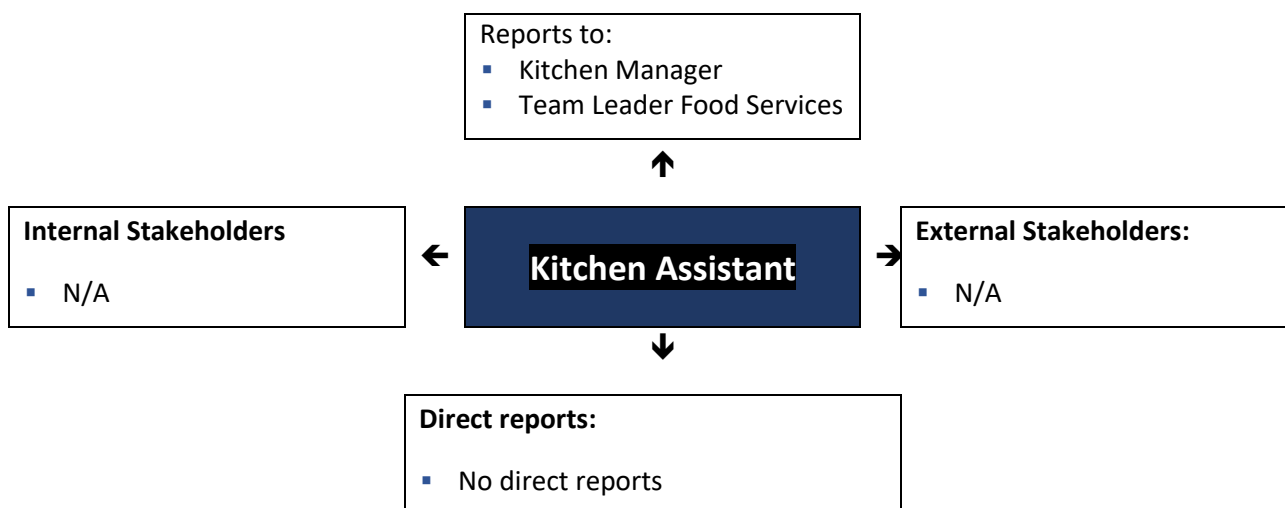 Reports to:
▪ Kitchen Manager
▪ Team Leader Food Services
Internal Stakeholders
▪ N/A
Kitchen Assistant
External Stakeholders:
▪ N/A
Direct reports:
▪ No direct reports